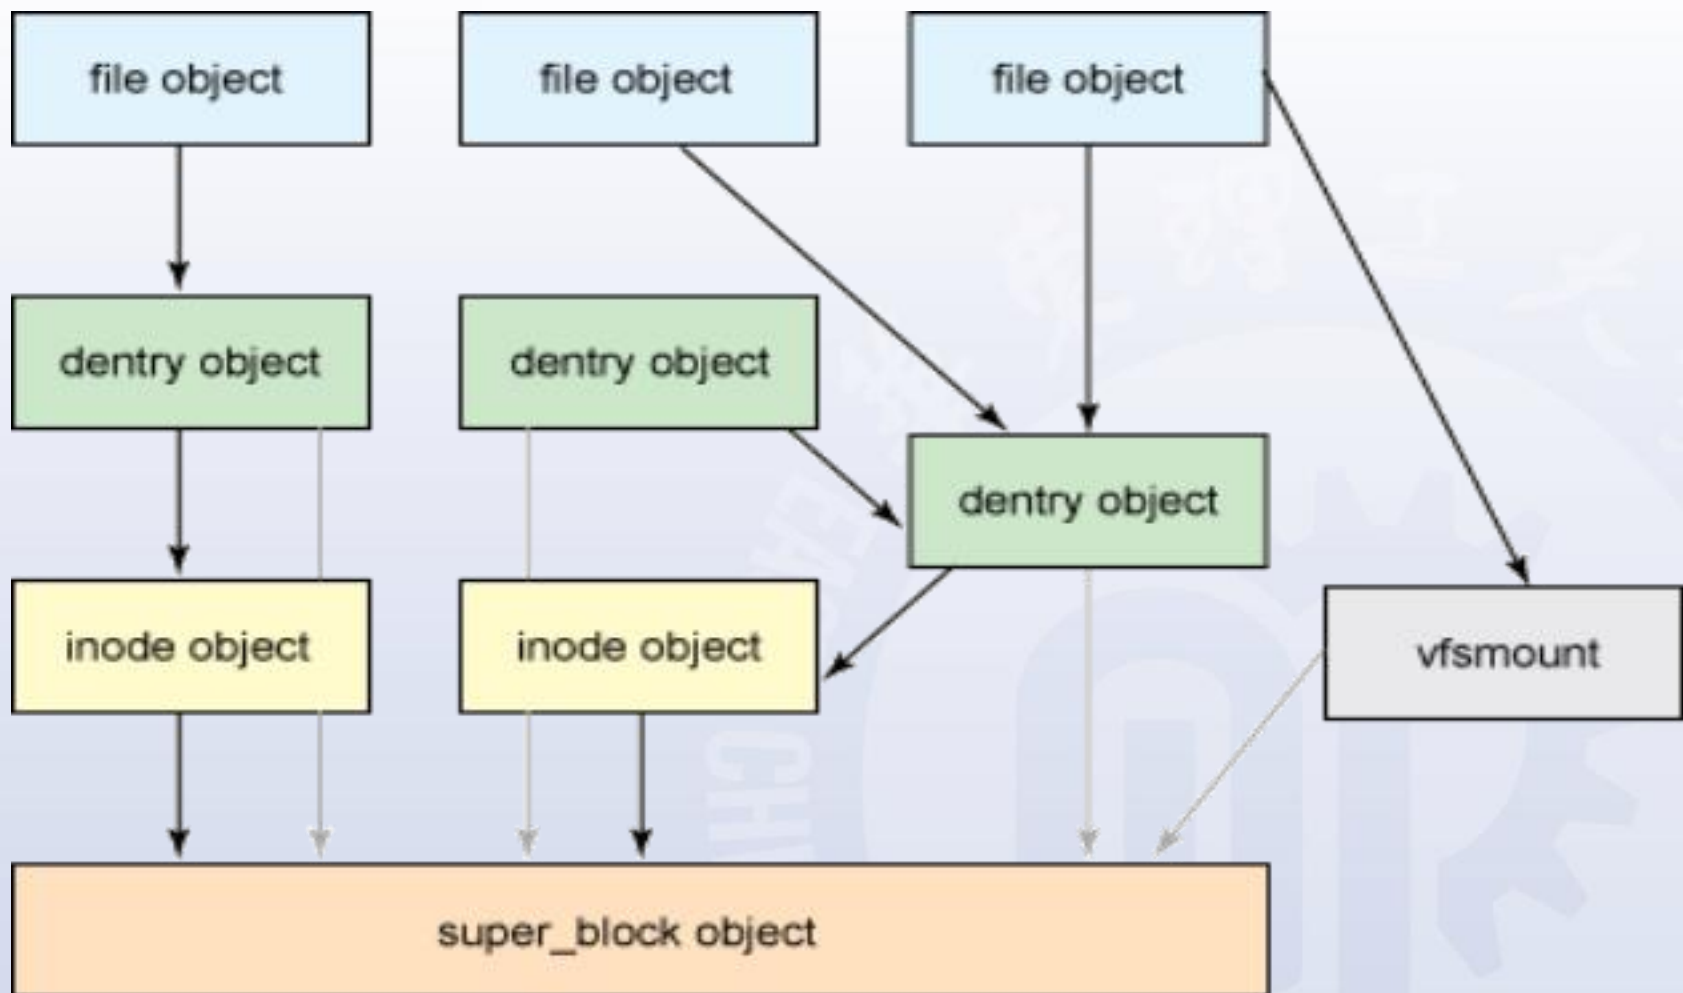 file object
file object
file object
dentry object
dentry object
dentry object
inode object
inode object
vfsmount
super_block object